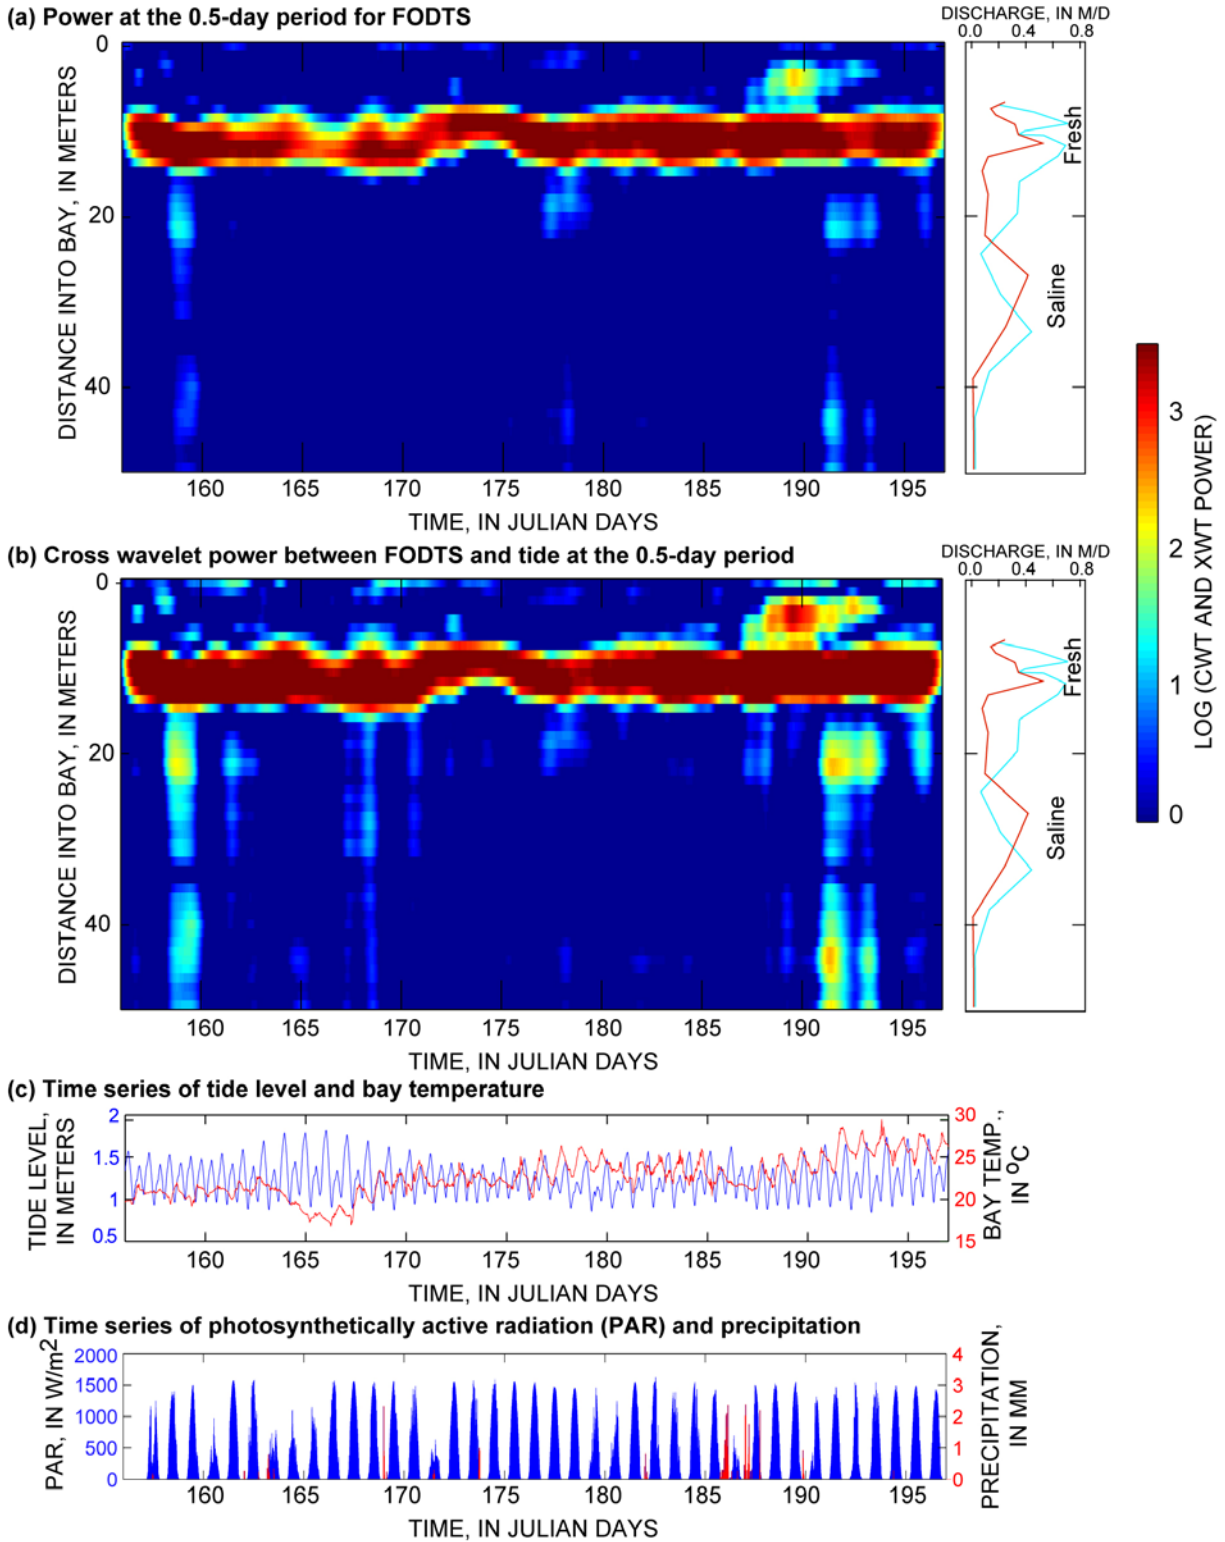 (a) Power at the 0.5-day period for FODTS
DISCHARGE, IN M/D
0.0 0.4 0.8
DISTANCE INTO BAY, IN METERS
0
20
40
Fresh
Saline
160 165 170 175 180 185 190 195
TIME, IN JULIAN DAYS
LOG (CWT AND XWT POWER)
3
2
1
0
(b) Cross wavelet power between FODTS and tide at the 0.5-day period
DISCHARGE, IN M/D
0.0 0.4 0.8
DISTANCE INTO BAY, IN METERS
0
20
40
Fresh
Saline
160 165 170 175 180 185 190 195
TIME, IN JULIAN DAYS
(c) Time series of tide level and bay temperature
TIDE LEVEL,
IN METERS
2
1.5
1
0.5
30
25
20
15
BAY TEMP.,
IN °C
160 165 170 175 180 185 190 195
TIME, IN JULIAN DAYS
(d) Time series of photosynthetically active radiation (PAR) and precipitation
PAR, IN W/m2
2000
1500
1000
500
0
4
3
2
1
0
PRECIPITATION,
IN MM
160 165 170 175 180 185 190 195
TIME, IN JULIAN DAYS